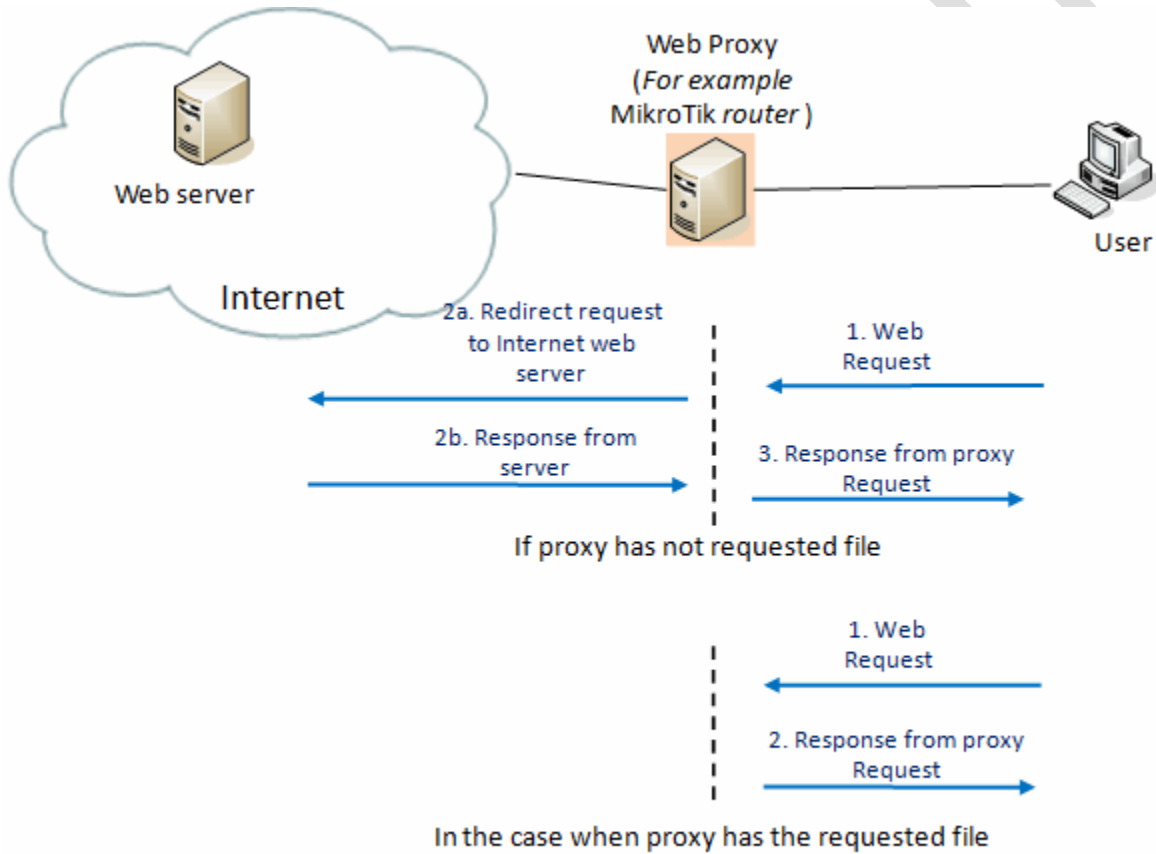 Web Proxy
(For example
MikroTik router )
Web server
User
Internet
2a. Redirect request
to Internet web
server
1. Web
Request
2b. Response from
server
3. Response from proxy
Request
If proxy has not requested file
1. Web
Request
2. Response from proxy
Request
In the case when proxy has the requested file